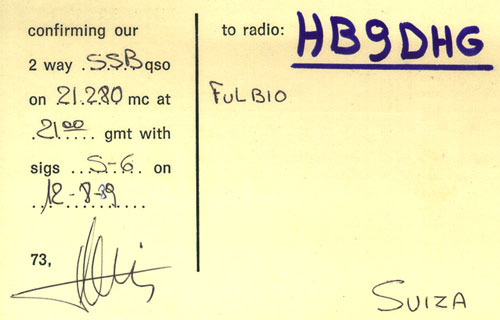 confirming our
2 way SSB qso
on 21.280 mc at
21 00 gmt with
sigs S-6 on
12-8-89
73,
to radio: HB9DHG
FULBIO
SUIZA